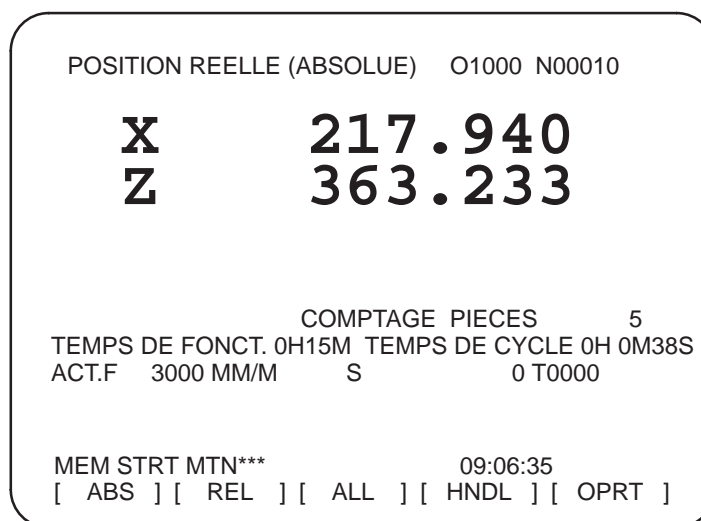 POSITION REELLE (ABSOLUE) O1000 N00010
X 217.940
Z 363.233
COMPTAGE PIECES 5
TEMPS DE FONCT. 0H15M TEMPS DE CYCLE 0H 0M38S
ACT.F 3000 MM/M S 0 T0000
MEM STRT MTN*** 09:06:35
[ ABS ] [ REL ] [ ALL ] [ HNDL ] [ OPRT ]